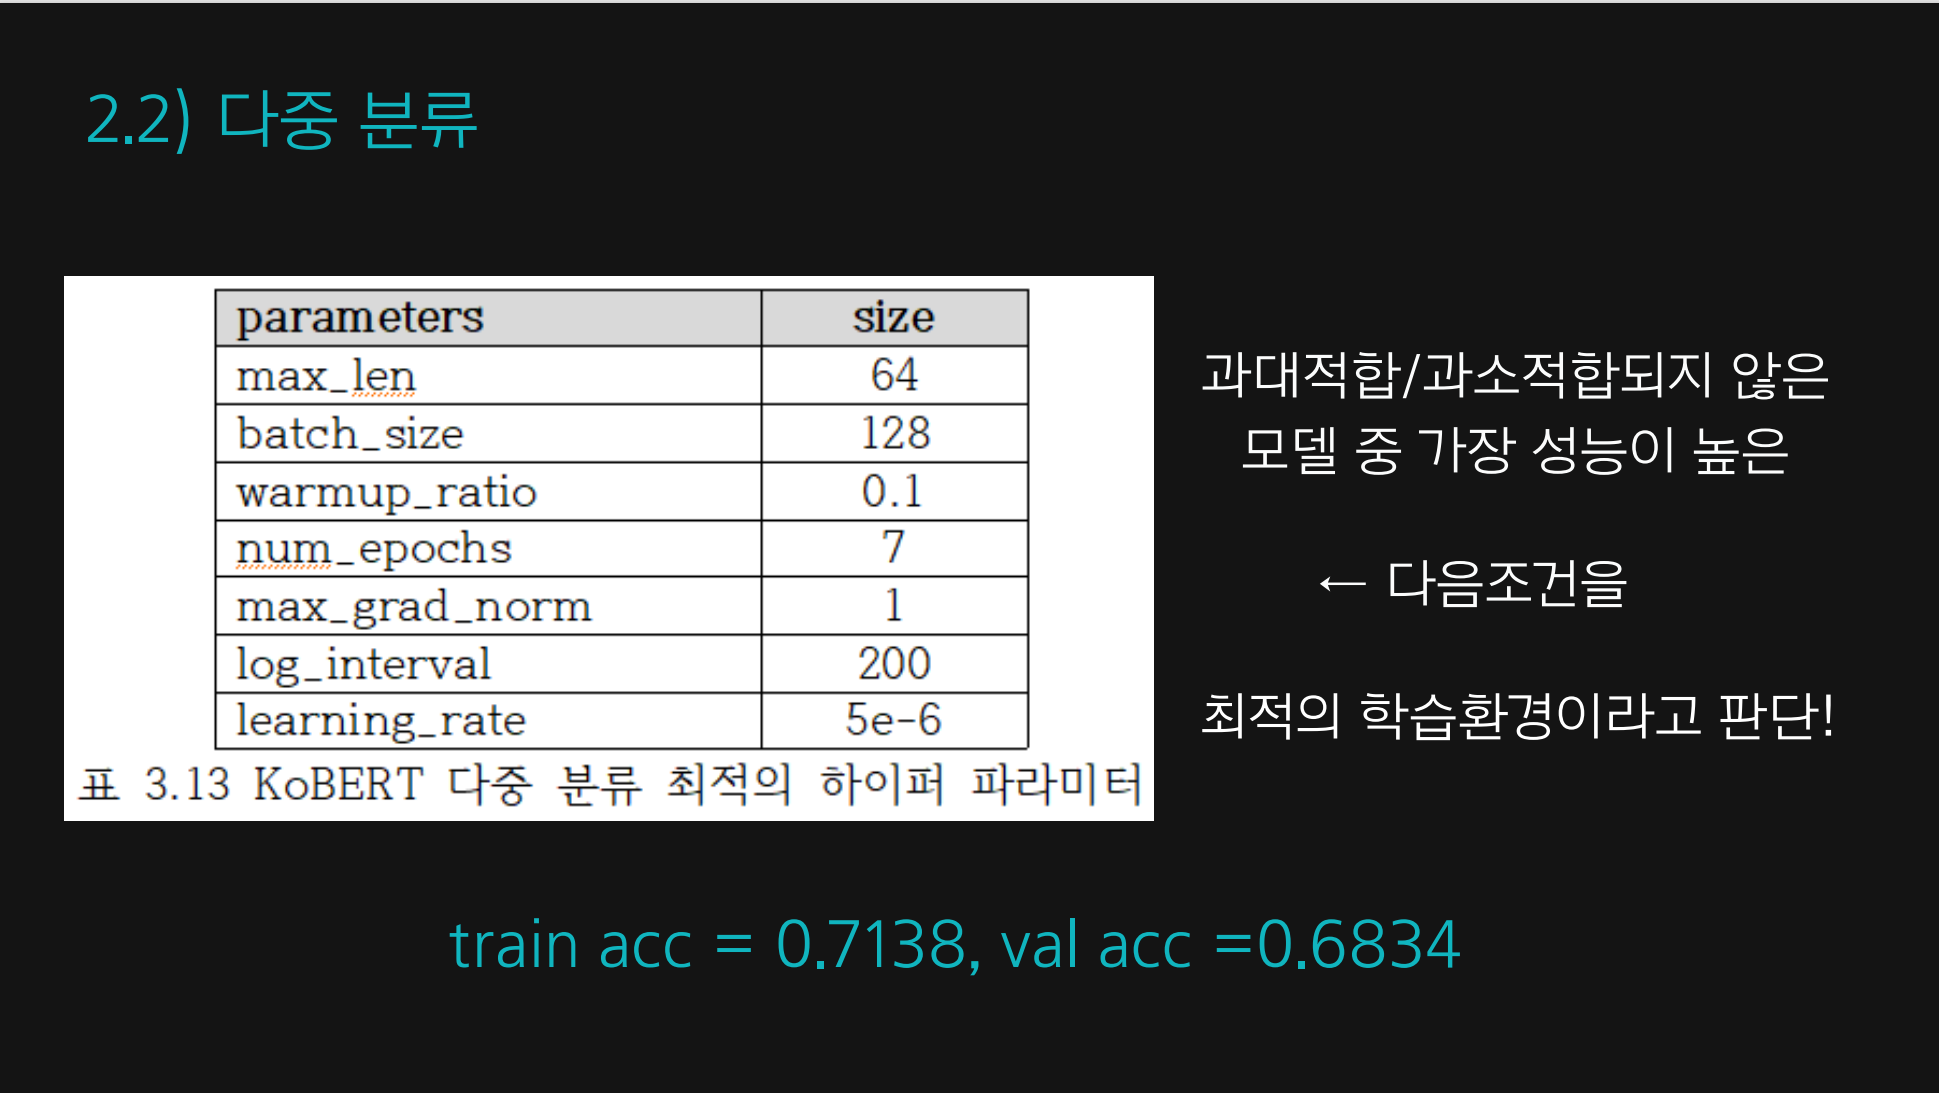 2.2) 다중 분류
parameters size
max_len 64
batch_size 128
warmup_ratio 0.1
num_epochs 7
max_grad_norm 1
log_interval 200
learning_rate 5e-6
표 3.13 KoBERT 다중 분류 최적의 하이퍼 파라미터
과대적합/과소적합되지 않은
모델 중 가장 성능이 높은
← 다음조건을
최적의 학습환경이라고 판단!
train acc = 0.7138, val acc =0.6834